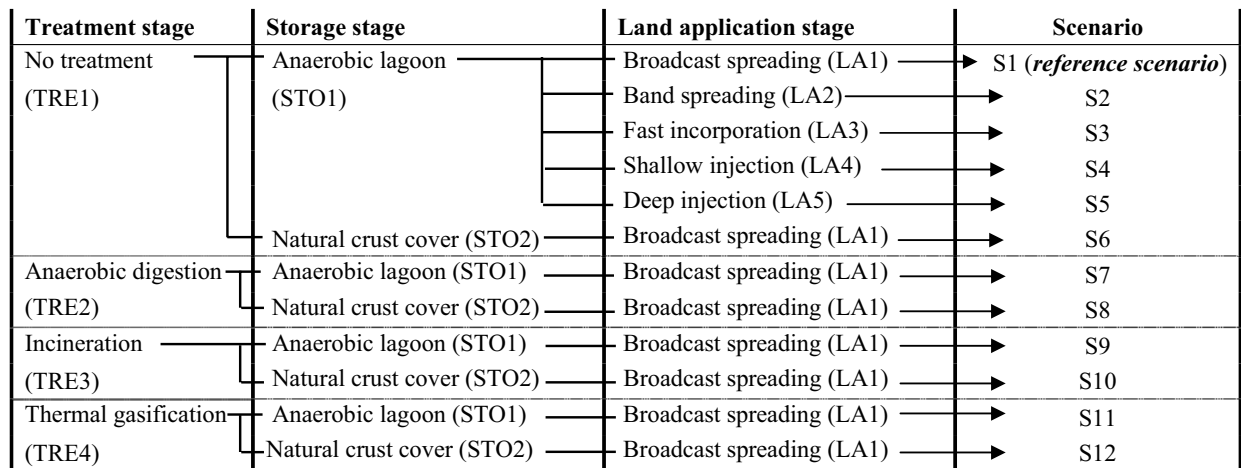 Treatment stage Storage stage Land application stage Scenario
No treatment Anaerobic lagoon Broadcast spreading (LA1) S1 (reference scenario)
(TRE1) (STO1) Band spreading (LA2) S2
Fast incorporation (LA3) S3
Shallow injection (LA4) S4
Deep injection (LA5) S5
Natural crust cover (STO2) Broadcast spreading (LA1) S6
Anaerobic digestion Anaerobic lagoon (STO1) Broadcast spreading (LA1) S7
(TRE2) Natural crust cover (STO2) Broadcast spreading (LA1) S8
Incineration Anaerobic lagoon (STO1) Broadcast spreading (LA1) S9
(TRE3) Natural crust cover (STO2) Broadcast spreading (LA1) S10
Thermal gasification Anaerobic lagoon (STO1) Broadcast spreading (LA1) S11
(TRE4) Natural crust cover (STO2) Broadcast spreading (LA1) S12